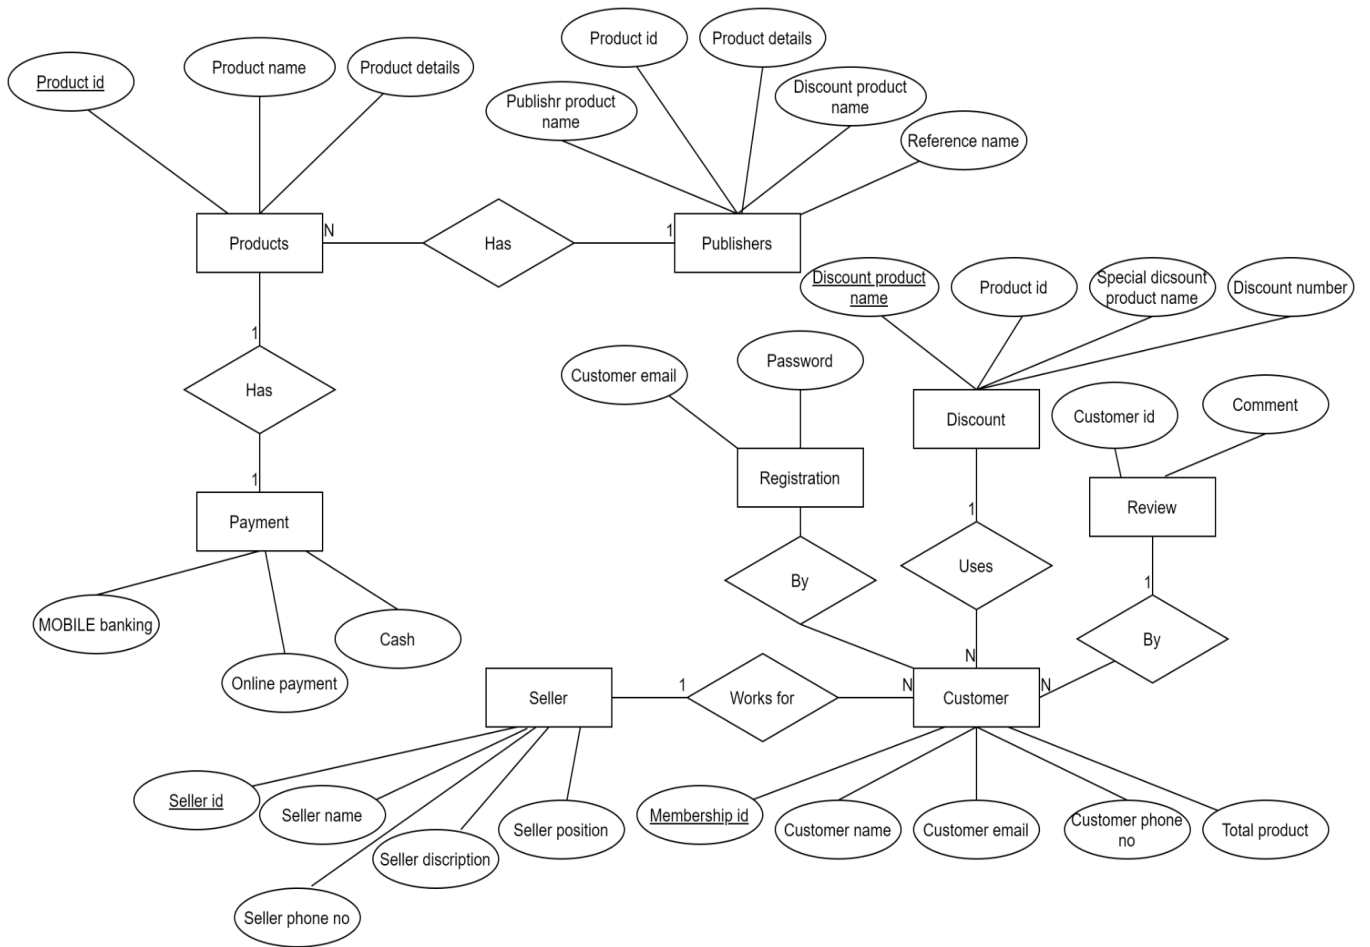 Product id
Product name
Product details
Product id
Product details
Publishr product
name
Discount product
name
Reference name
Products
N
Has
1
Publishers
Discount product
name
Product id
Special dicsount
product name
Discount number
1
Has
1
Payment
MOBILE banking
Online payment
Cash
Customer email
Password
Registration
By
Discount
1
Uses
N
Customer id
Comment
Review
1
By
N
Seller
1
Works for
N
Customer
Seller id
Seller name
Seller phone no
Seller discription
Seller position
Membership id
Customer name
Customer email
Customer phone
no
Total product